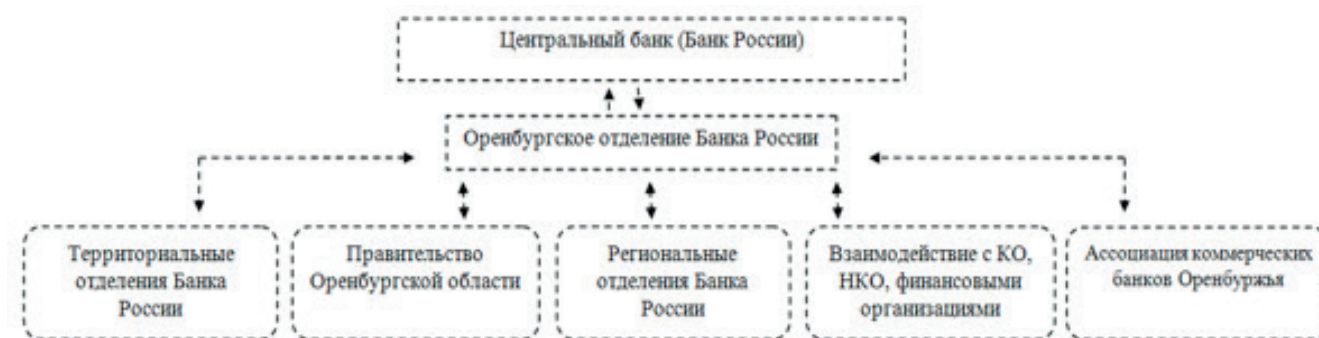 Центральный банк (Банк России)
Оренбургское отделение Банка России
Территориальные
отделения Банка
России
Правительство
Оренбургской области
Региональные
отделения Банка
России
Взаимодействие с КО,
НКО, финансовыми
организациями
Ассоциация коммерческих
банков Оренбуржья